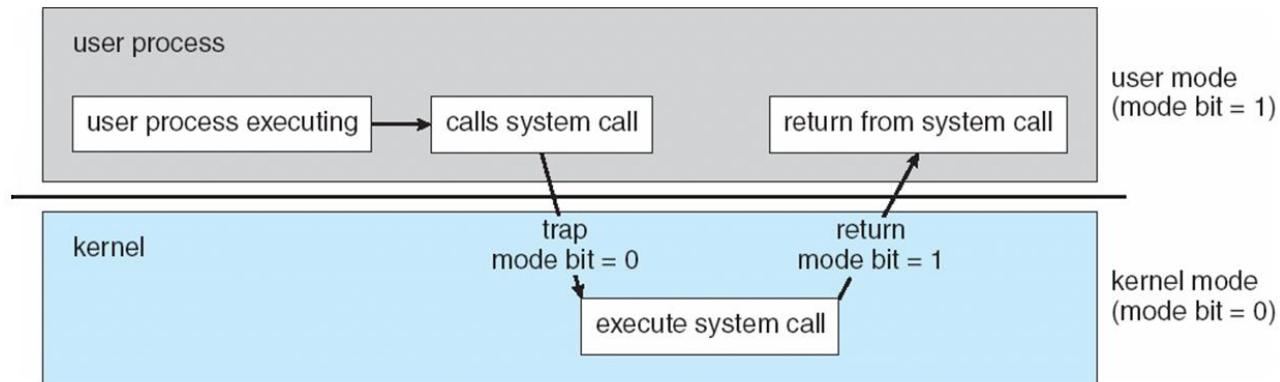 user process
user process executing
calls system call
return from system call
user mode
(mode bit = 1)
kernel
trap
mode bit = 0
return
mode bit = 1
execute system call
kernel mode
(mode bit = 0)